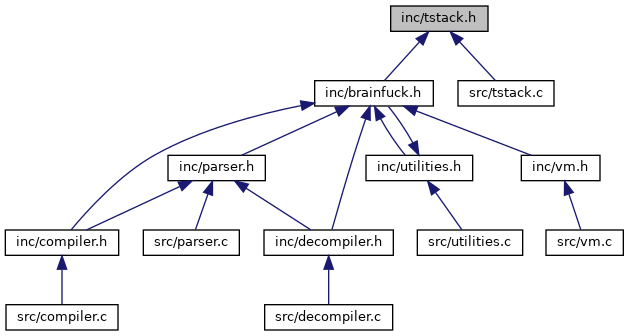 inc/tstack.h
inc/brainfuck.h
src/tstack.c
inc/parser.h
inc/utilities.h
inc/vm.h
inc/compiler.h
src/parser.c
inc/decompiler.h
src/utilities.c
src/vm.c
src/compiler.c
src/decompiler.c